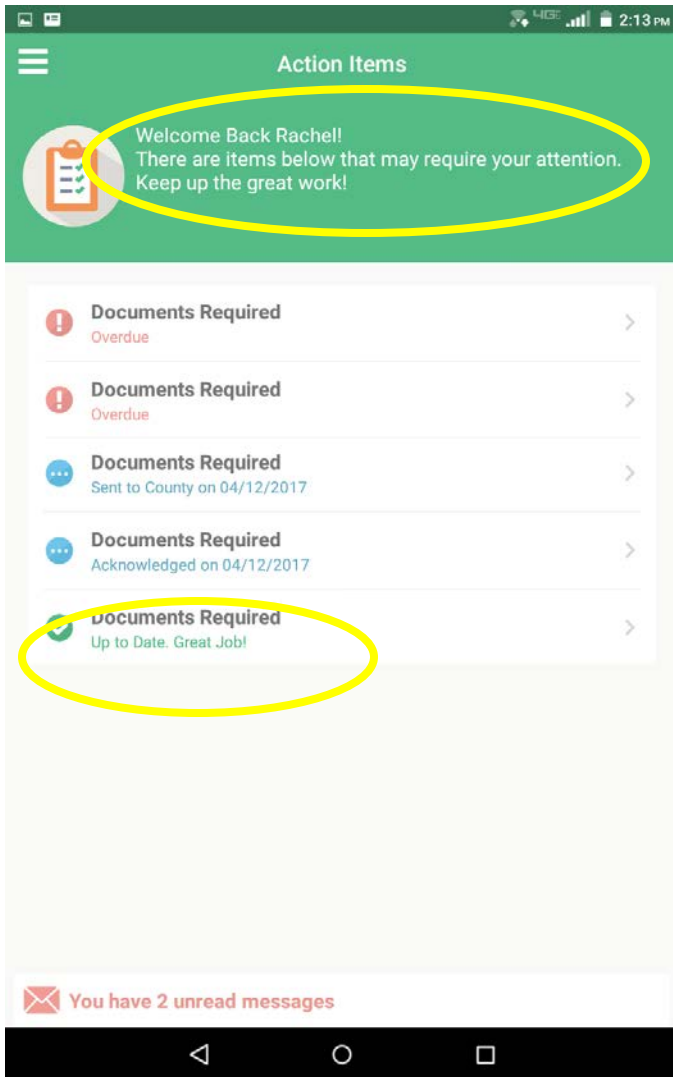 4GE 2:13 PM
Action Items
Welcome Back Rachel!
There are items below that may require your attention.
Keep up the great work!
Documents Required
Overdue
Documents Required
Overdue
Documents Required
Sent to County on 04/12/2017
Documents Required
Acknowledged on 04/12/2017
Documents Required
Up to Date. Great Job!
You have 2 unread messages